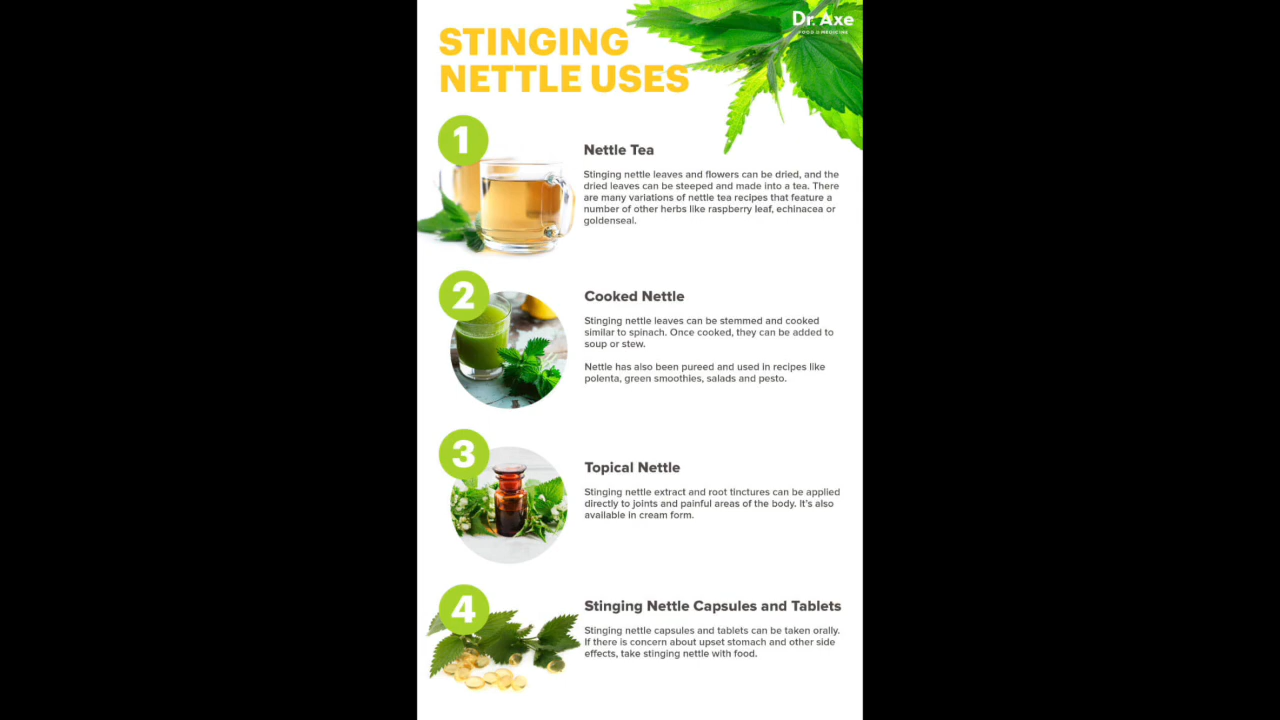 Dr. Axe
FOOD IS MEDICINE
STINGING
NETTLE USES
1
Nettle Tea
Stinging nettle leaves and flowers can be dried, and the
dried leaves can be steeped and made into a tea. There
are many variations of nettle tea recipes that feature a
number of other herbs like raspberry leaf, echinacea or
goldenseal.
2
Cooked Nettle
Stinging nettle leaves can be stemmed and cooked
similar to spinach. Once cooked, they can be added to
soup or stew.
Nettle has also been pureed and used in recipes like
polenta, green smoothies, salads and pesto.
3
Topical Nettle
Stinging nettle extract and root tinctures can be applied
directly to joints and painful areas of the body. It's also
available in cream form.
4
Stinging Nettle Capsules and Tablets
Stinging nettle capsules and tablets can be taken orally.
If there is concern about upset stomach and other side
effects, take stinging nettle with food.